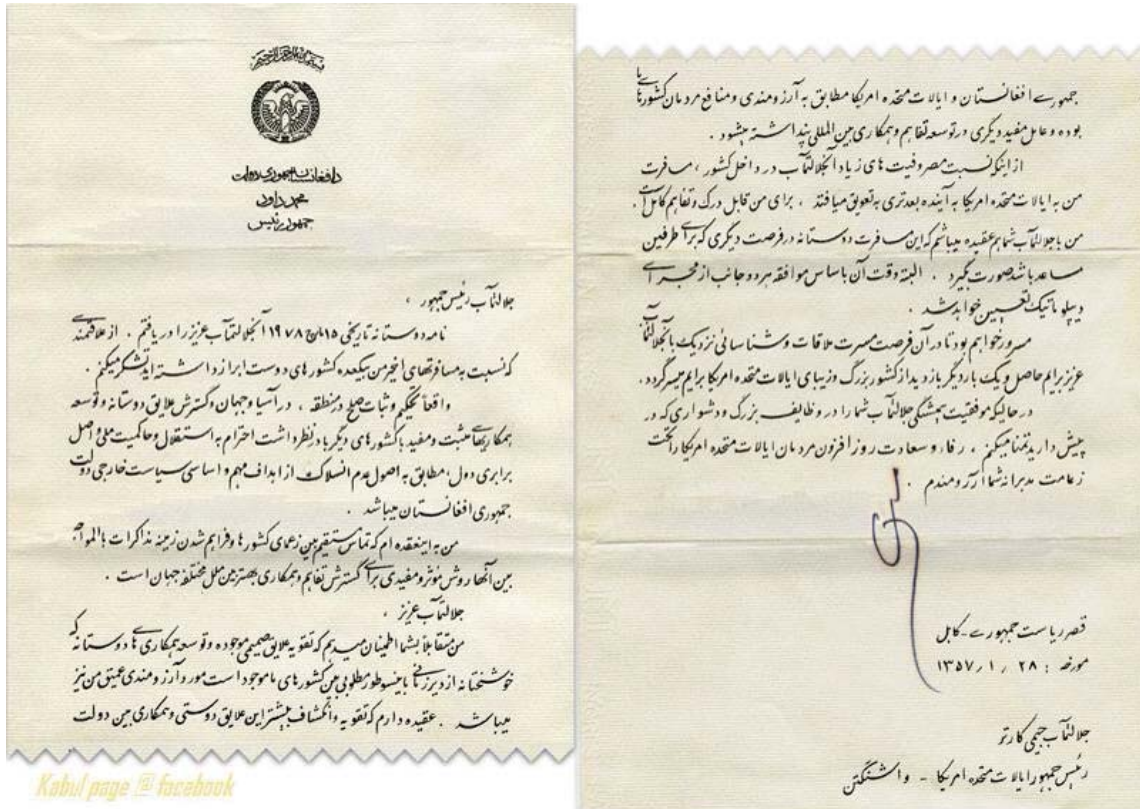 بسم الله الرحمن الرحیم
دافغانستان جمهوری دولت
محمد داود
جمهور رئیس
جلالتمآب رئیس جمهور ،
نامه دوستانه تاریخی ۱۵ مارچ ۱۹۷۸ آنجلالتمآب عزیز را دریافتم . از علاقمندی
که نسبت به مسافرتهای اخیر من بیکعده کشورهای دوست ابراز داشته اید تشکر میکنم .
واقعاً تحکیم و ثبات صلح در منطقه ، در آسیا و جهان و گسترش علایق دوستانه و توسعه
همکاریهای مثبت و مفید با کشورهای دیگر با در نظر داشت احترام به استقلال و حاکمیت ملی و اصل
برابری دول مطابق به اصول عدم انسلاک از اهداف مهم و اساسی سیاست خارجی دولت
جمهوری افغانستان میباشد .
من به اینعقیده ام که تماس مستقیم بین زعمای کشورها و فراهم شدن زمینه مذاکرات بالمواجه
بین آنها روش موثر و مفیدی برای گسترش تفاهم و همکاری بهتر بین ملل مختلف جهان است .
جلالتمآب عزیز ،
من متقابلاً بشما اطمینان میدهم که تقویه علایق صمیمی موجوده و توسعه همکاری های دوستانه که
خوشبختانه از دیر زمانی باینسو طور مطلوبی بین کشورهای ما موجود است مورد آرزومندی عمیق من نیز
میباشد . عقیده دارم که تقویه و انکشاف بیشتر این علایق دوستی و همکاری بین دولت
Kabul page @ facebook
جمهوری افغانستان و ایالات متحده امریکا مطابق به آرزومندی و منافع مردمان کشورهای ما
بوده و عامل مفید دیگری در توسعه تفاهم و همکاری بین المللی پنداشته میشود .
از اینکه نسبت مصروفیت های زیاد آنجلالتمآب در داخل کشور ، مسافرت
من به ایالات متحده امریکا به آینده بعدتری به تعویق میافتد ، برای من قابل درک و تفاهم کامل است .
من با جلالتمآب شما هم عقیده میباشم که این مسافرت دوستانه در فرصت دیگری که برای طرفین
مساعد باشد صورت گیرد . البته وقت آن باساس موافقه هر دو جانب از مجرای
دیپلوماتیک تعیین خواهد شد .
مسرور خواهم بود تا در آن فرصت مسرت ملاقات و شناسائی نزدیک با آنجلالتمآب
عزیز برایم حاصل و یک بار دیگر بازدید از کشور بزرگ و زیبای ایالات متحده امریکا برایم میسر گردد .
در حالیکه موفقیت همیشگی جلالتمآب شما را در وظایف بزرگ و دشواری که در
پیش دارید تمنا میکنم ، رفاه و سعادت روز افزون مردمان ایالات متحده امریکا را تحت
زعامت مدبرانه شما آرزومندم .
قصر ریاست جمهوری - کابل
مورخه : ۲۸ ر ۱ ر ۱۳۵۷
جلالتمآب جیمی کارتر
رئیس جمهور ایالات متحده امریکا - واشنگتن